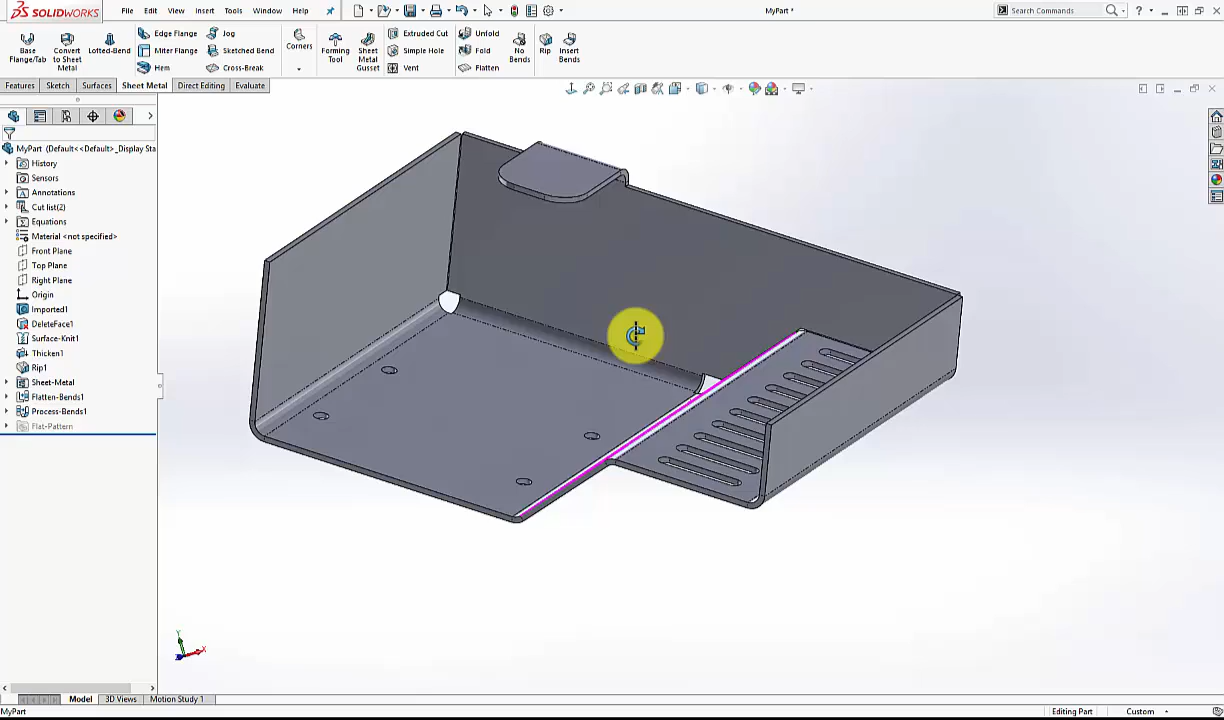 SOLIDWORKS File Edit View Insert Tools Window Help MyPart * Search Commands ?
Base Flange/Tab
Convert to Sheet Metal
Lofted-Bend
Edge Flange
Miter Flange
Hem
Jog
Sketched Bend
Cross-Break
Corners
Forming Tool
Sheet Metal Gusset
Extruded Cut
Simple Hole
Vent
Unfold
Fold
Flatten
No Bends
Rip
Insert Bends
Features Sketch Surfaces Sheet Metal Direct Editing Evaluate
MyPart (Default<<Default>_Display Sta
History
Sensors
Annotations
Cut list(2)
Equations
Material <not specified>
Front Plane
Top Plane
Right Plane
Origin
Imported1
DeleteFace1
Surface-Knit1
Thicken1
Rip1
Sheet-Metal
Flatten-Bends1
Process-Bends1
Flat-Pattern
Y
X
Z
Model 3D Views Motion Study 1
MyPart Editing Part Custom